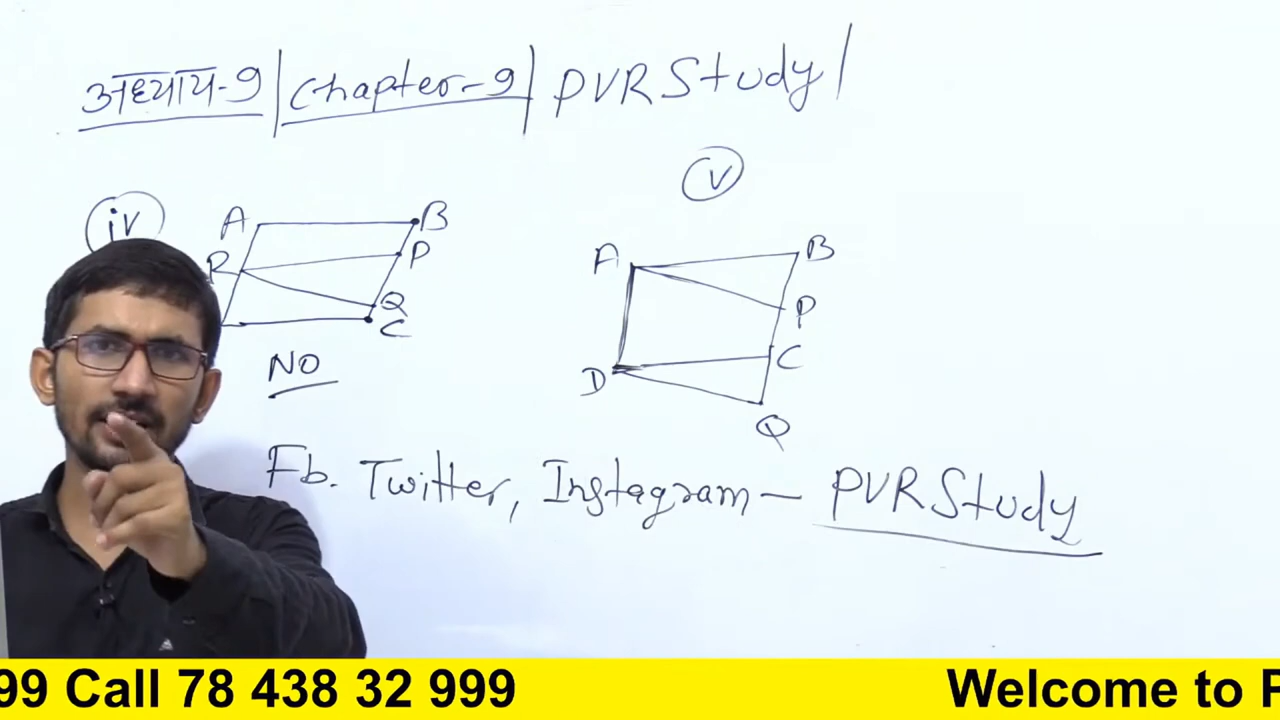 अध्याय-9 | Chapter-9 | PVR Study |
iv
A B
R P
Q
C
NO
v
A B
P
D C
Q
Fb. Twitter, Instagram — PVR Study
99 Call 78 438 32 999 Welcome to P